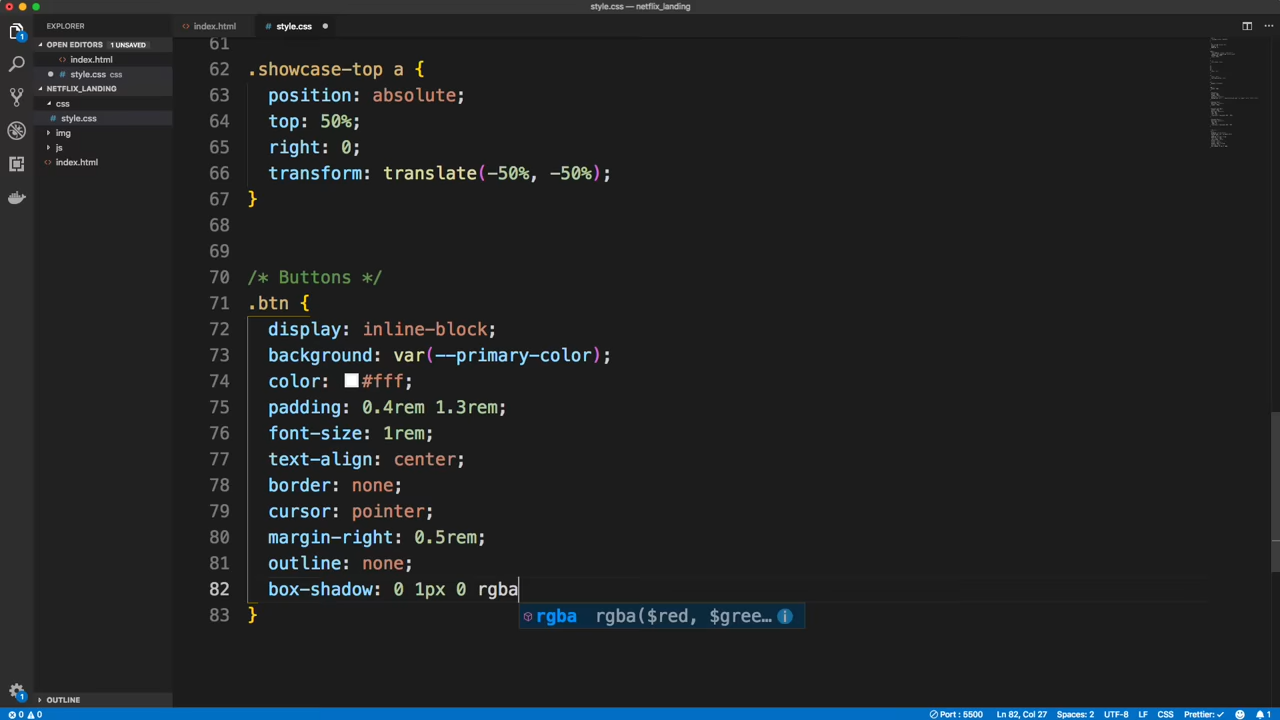 style.css — netflix_landing
EXPLORER
index.html
style.css
OPEN EDITORS 1 UNSAVED
index.html
style.css css
NETFLIX_LANDING
css
style.css
img
js
index.html
61
62 .showcase-top a {
63 position: absolute;
64 top: 50%;
65 right: 0;
66 transform: translate(-50%, -50%);
67 }
68
69
70 /* Buttons */
71 .btn {
72 display: inline-block;
73 background: var(--primary-color);
74 color: #fff;
75 padding: 0.4rem 1.3rem;
76 font-size: 1rem;
77 text-align: center;
78 border: none;
79 cursor: pointer;
80 margin-right: 0.5rem;
81 outline: none;
82 box-shadow: 0 1px 0 rgba
rgba rgba($red, $gree…
83 }
OUTLINE
1
1
0 0
Port : 5500
Ln 82, Col 27
Spaces: 2
UTF-8
LF
CSS
Prettier: ✓
1